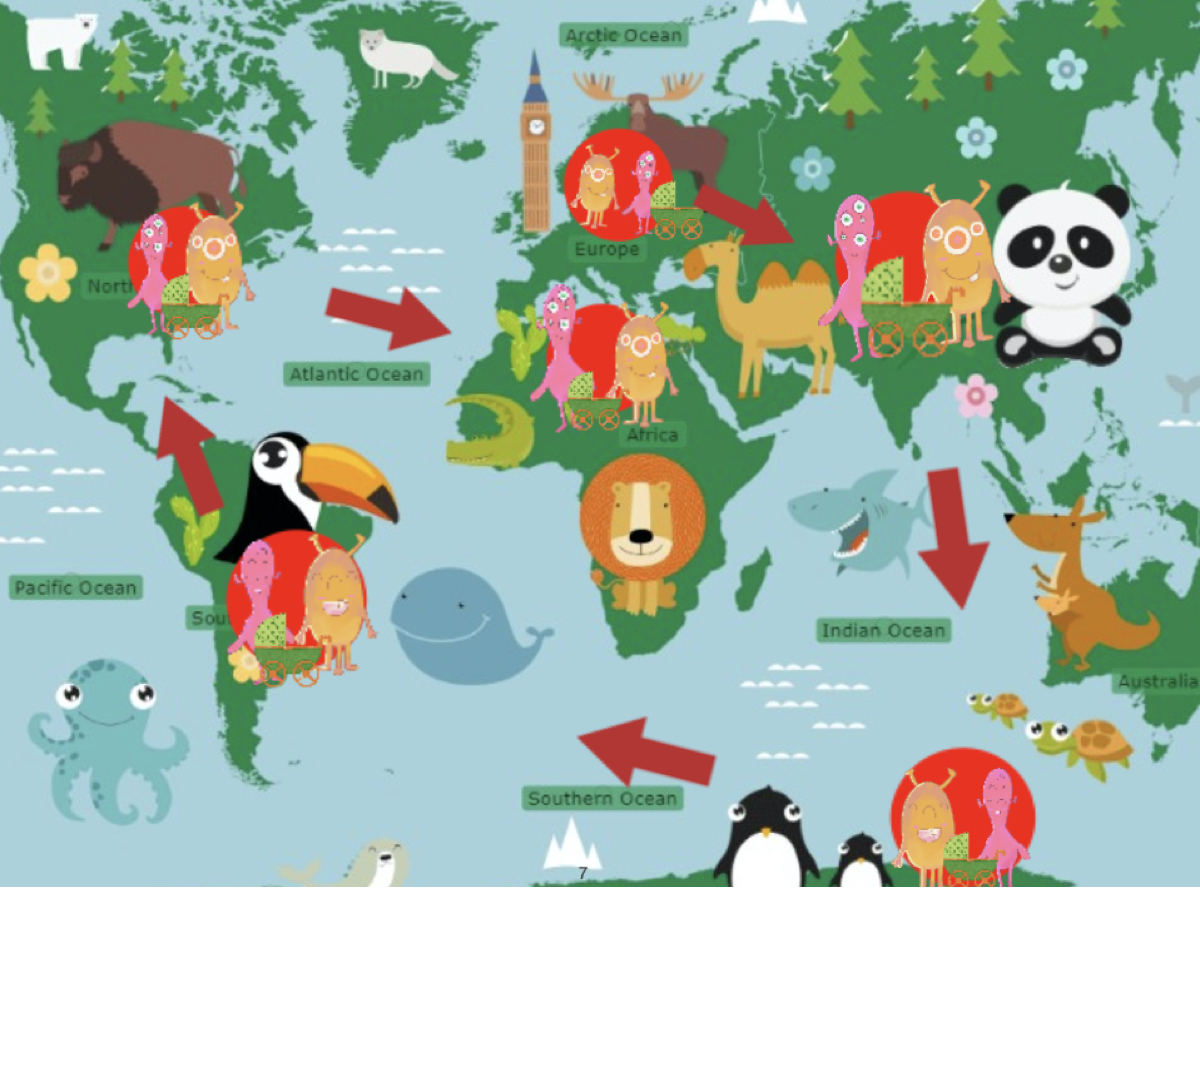 Arctic Ocean
Europe
North
Atlantic Ocean
Africa
Pacific Ocean
Sou
Indian Ocean
Australia
Southern Ocean
7